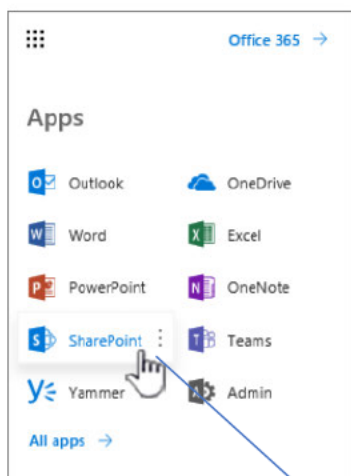 Office 365 →
Apps
Outlook OneDrive
Word Excel
PowerPoint OneNote
SharePoint Teams
Yammer Admin
All apps →